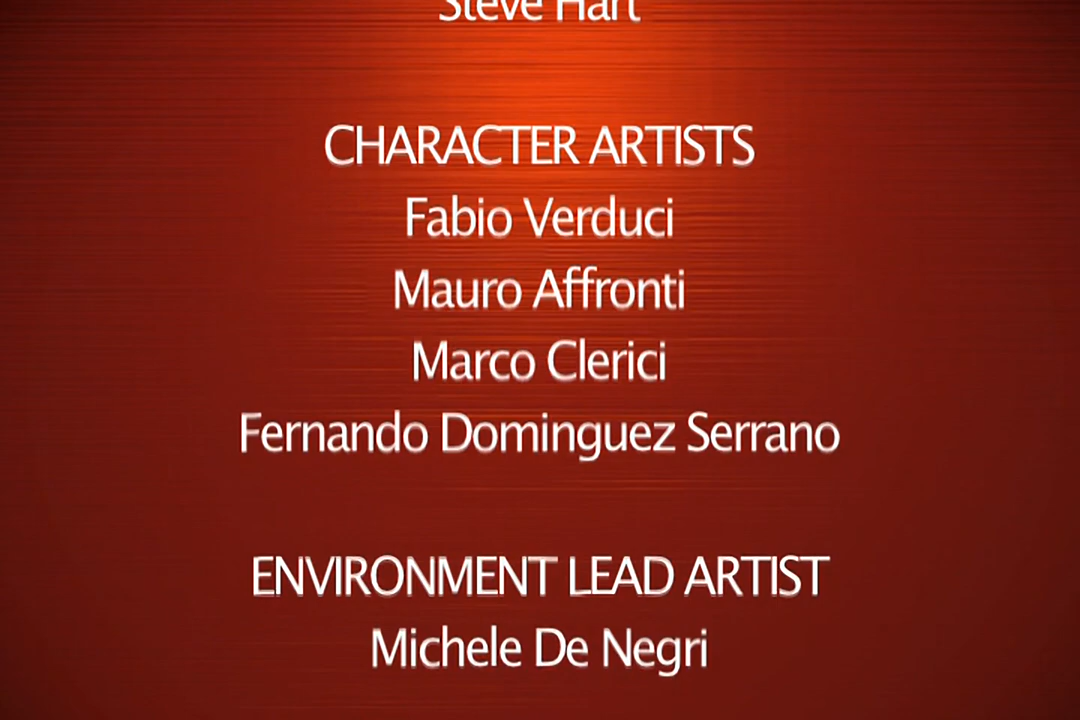 Steve Hart
CHARACTER ARTISTS
Fabio Verduci
Mauro Affronti
Marco Clerici
Fernando Dominguez Serrano
ENVIRONMENT LEAD ARTIST
Michele De Negri